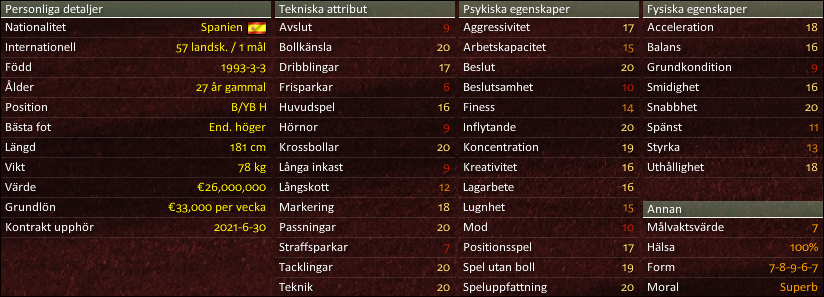 Personliga detaljer
Nationalitet Spanien
Internationell 57 landsk. / 1 mål
Född 1993-3-3
Ålder 27 år gammal
Position B/YB H
Bästa fot End. höger
Längd 181 cm
Vikt 78 kg
Värde €26,000,000
Grundlön €33,000 per vecka
Kontrakt upphör 2021-6-30
Tekniska attribut
Avslut 9
Bollkänsla 20
Dribblingar 17
Frisparkar 6
Huvudspel 16
Hörnor 9
Krossbollar 20
Långa inkast 9
Långskott 12
Markering 18
Passningar 20
Straffsparkar 7
Tacklingar 20
Teknik 20
Psykiska egenskaper
Aggressivitet 17
Arbetskapacitet 15
Beslut 20
Beslutsamhet 10
Finess 14
Inflytande 20
Koncentration 19
Kreativitet 16
Lagarbete 16
Lugnhet 15
Mod 10
Positionsspel 17
Spel utan boll 19
Speluppfattning 20
Fysiska egenskaper
Acceleration 18
Balans 16
Grundkondition 9
Smidighet 16
Snabbhet 20
Spänst 11
Styrka 13
Uthållighet 18
Annan
Målvaktsvärde 7
Hälsa 100%
Form 7-8-9-6-7
Moral Superb